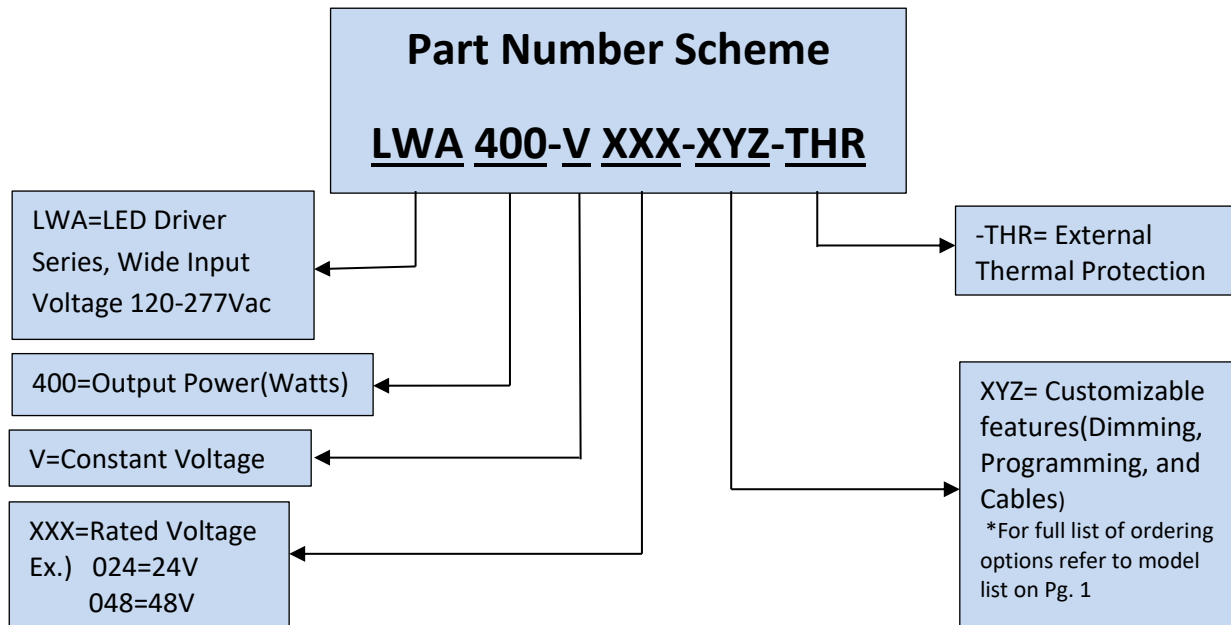 Part Number Scheme
LWA 400-V XXX-XYZ-THR
LWA=LED Driver
Series, Wide Input
Voltage 120-277Vac
400=Output Power(Watts)
V=Constant Voltage
XXX=Rated Voltage
Ex.) 024=24V
048=48V
-THR= External
Thermal Protection
XYZ= Customizable
features(Dimming,
Programming, and
Cables)
*For full list of ordering
options refer to model
list on Pg. 1